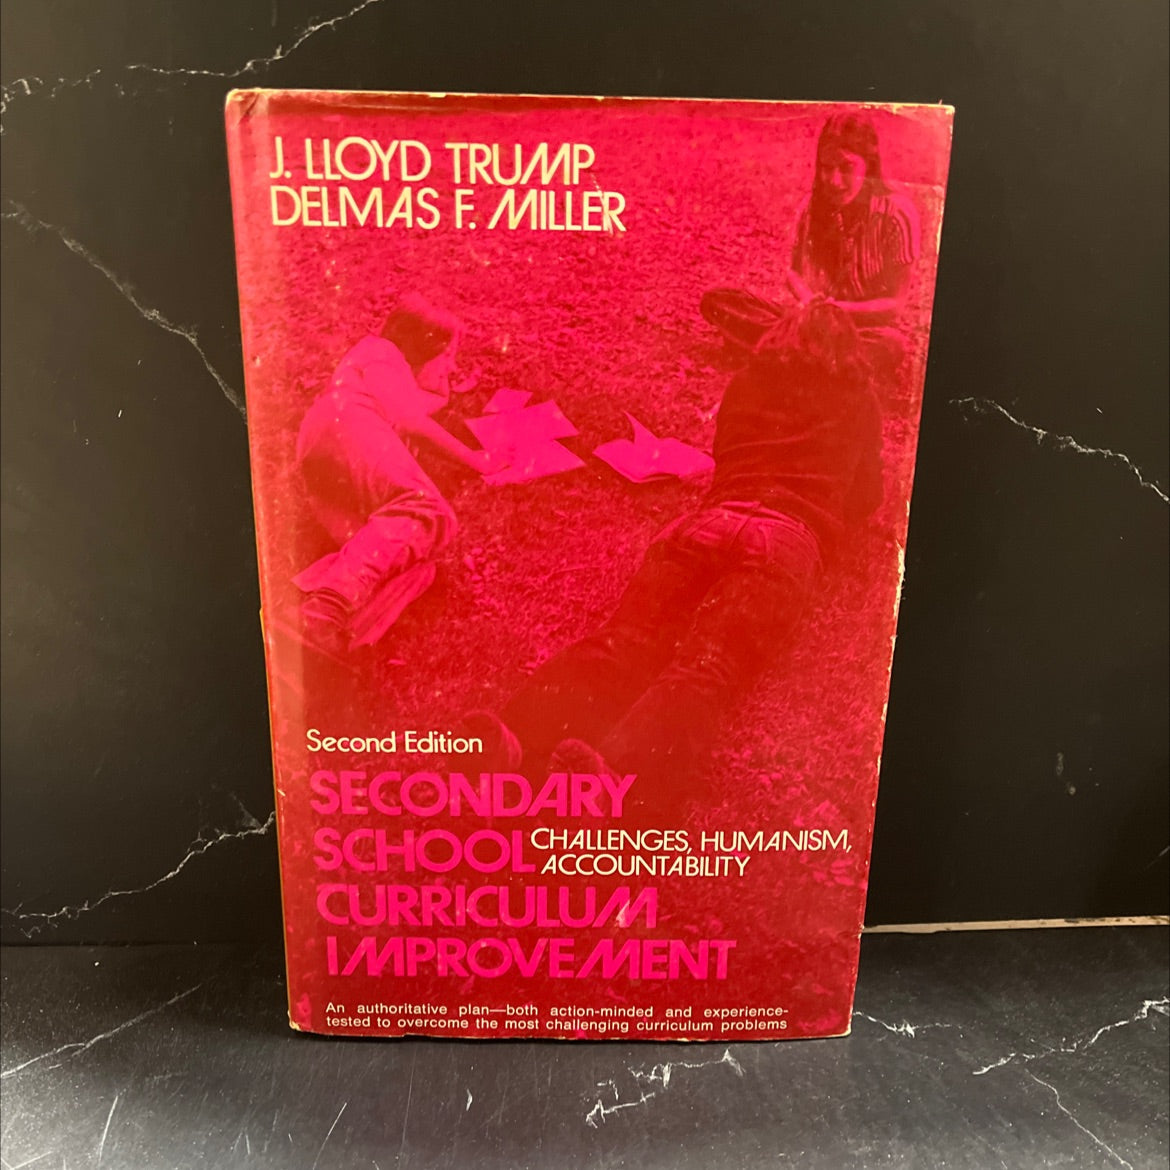 J. LLOYD TRUMP
DELMAS F. MILLER
Second Edition
SECONDARY
SCHOOL
CHALLENGES, HUMANISM,
ACCOUNTABILITY
CURRICULUM
IMPROVEMENT
An authoritative plan—both action-minded and experience-
tested to overcome the most challenging curriculum problems